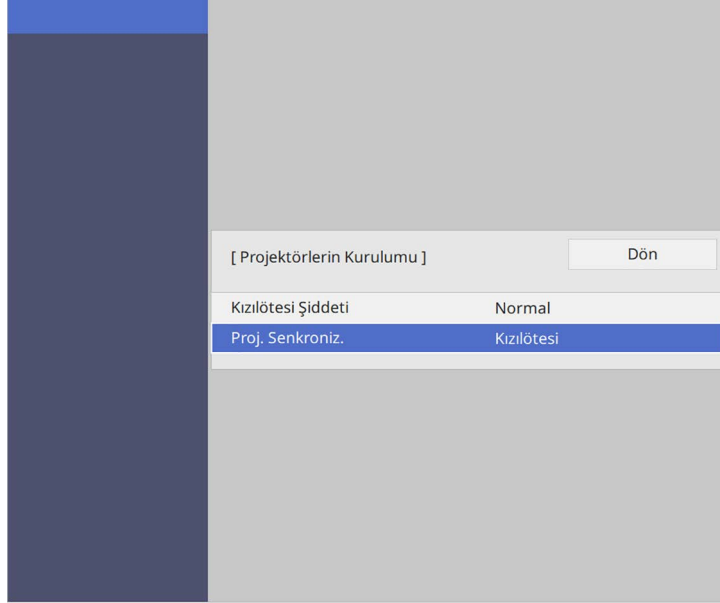 [ Projektörlerin Kurulumu ] Dön
Kızılötesi Şiddeti Normal
Proj. Senkroniz. Kızılötesi